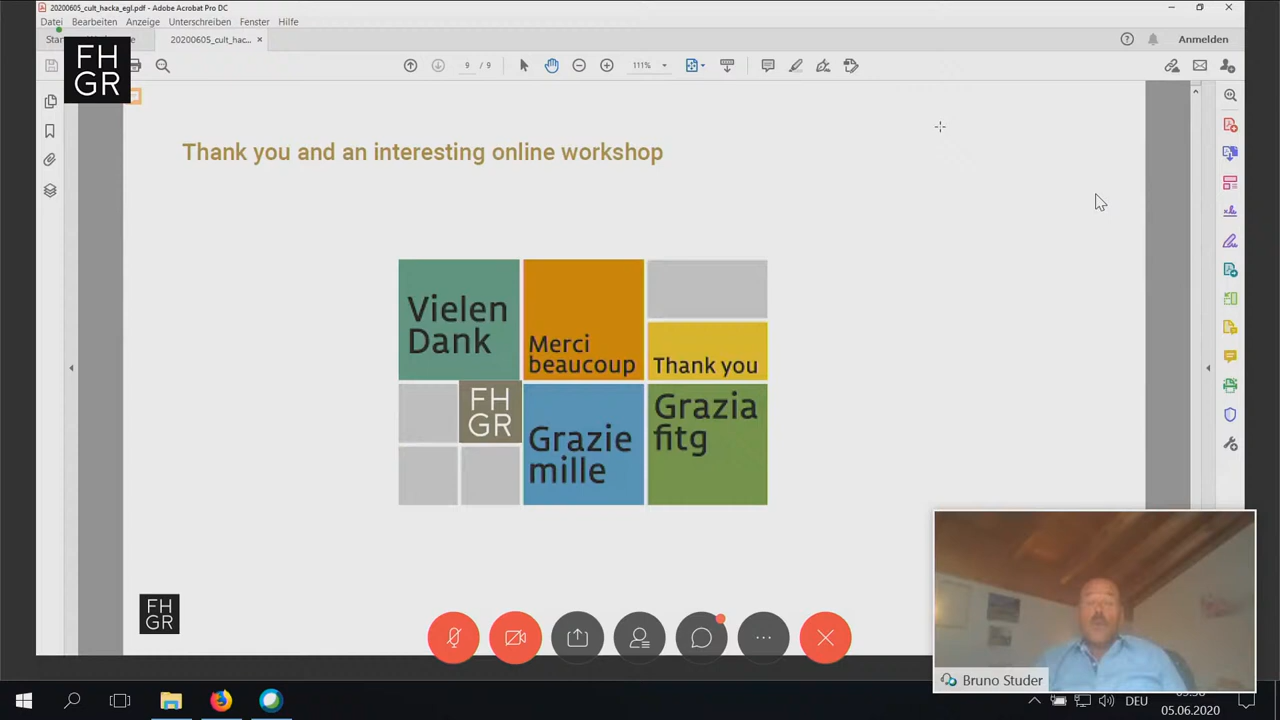 20200605_cult_hacka_egl.pdf - Adobe Acrobat Pro DC
Datei Bearbeiten Anzeige Unterschreiben Fenster Hilfe
20200605_cult_hac...
Anmelden
FH
GR
9 / 9
111%
Thank you and an interesting online workshop
Vielen
Dank
Merci
beaucoup
Thank you
FH
GR
Grazie
mille
Grazia
fitg
FH
GR
Bruno Studer
DEU
05.06.2020